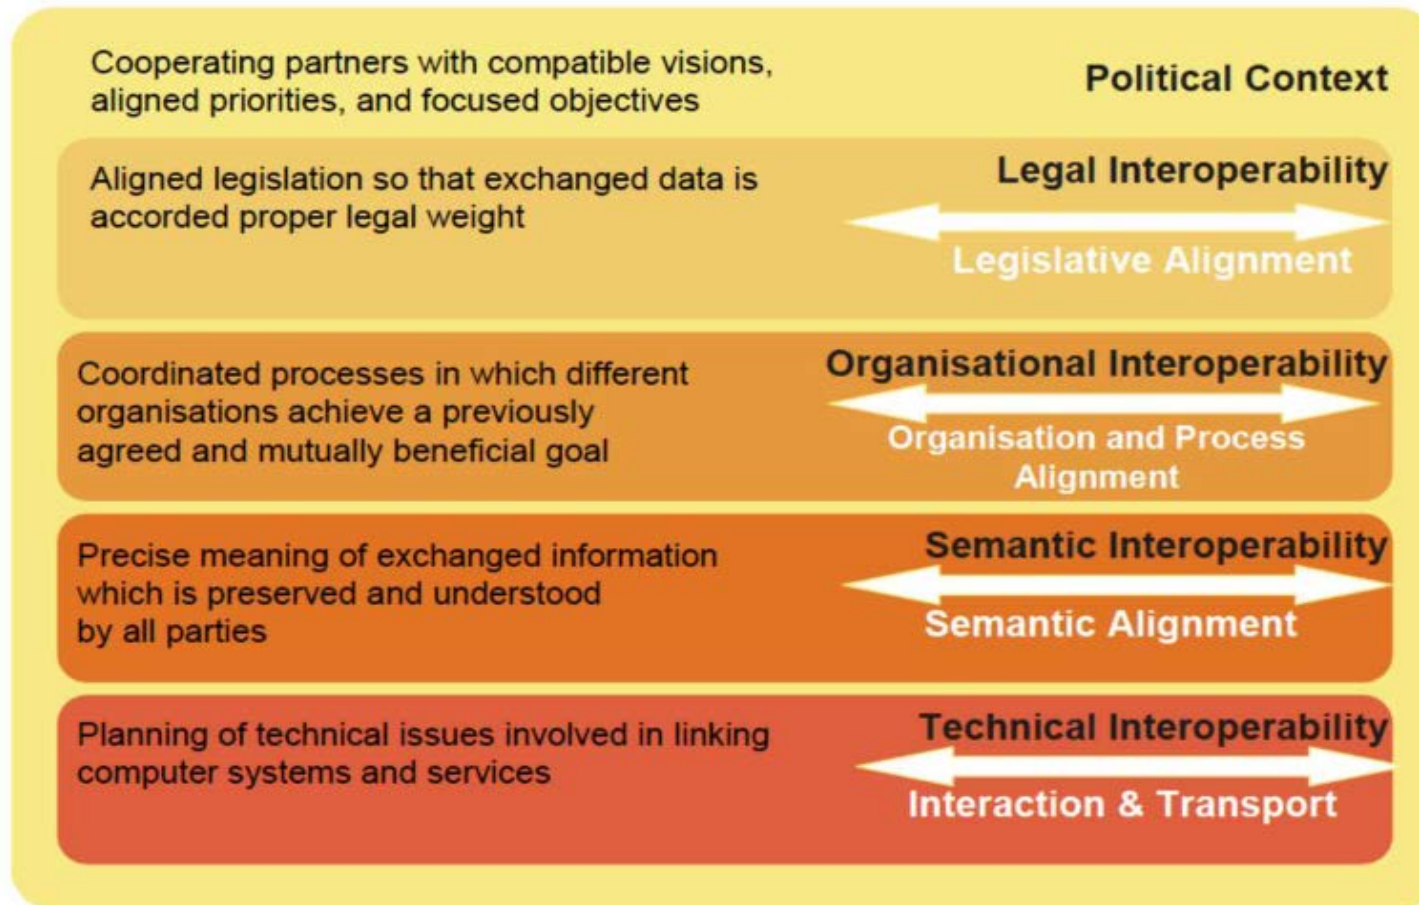 Cooperating partners with compatible visions,
aligned priorities, and focused objectives
Political Context
Aligned legislation so that exchanged data is
accorded proper legal weight
Legal Interoperability
Legislative Alignment
Coordinated processes in which different
organisations achieve a previously
agreed and mutually beneficial goal
Organisational Interoperability
Organisation and Process
Alignment
Precise meaning of exchanged information
which is preserved and understood
by all parties
Semantic Interoperability
Semantic Alignment
Planning of technical issues involved in linking
computer systems and services
Technical Interoperability
Interaction & Transport